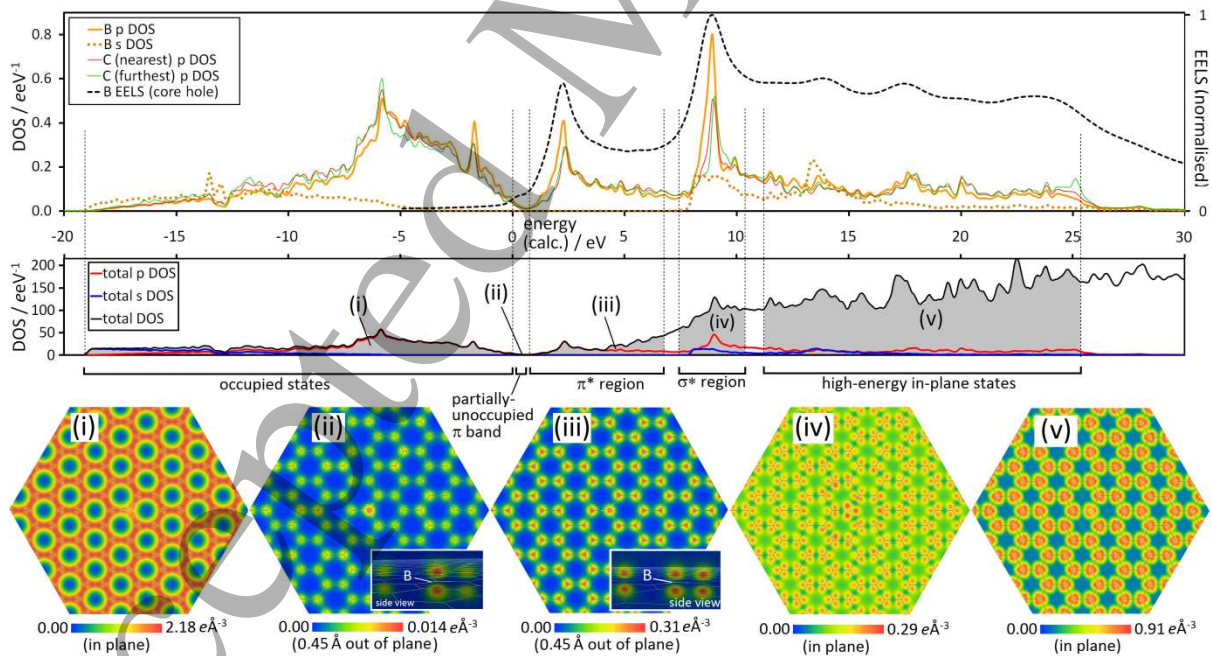 B p DOS
B s DOS
C (nearest) p DOS
C (furthest) p DOS
B EELS (core hole)
DOS / eeV⁻¹
0.8
0.6
0.4
0.2
0.0
1
0
EELS (normalised)
-20 -15 -10 -5 0 5 10 15 20 25 30
energy
(calc.) / eV
DOS / eeV⁻¹
200
150
100
50
0
total p DOS
total s DOS
total DOS
(i)
(ii)
(iii)
(iv)
(v)
occupied states
partially-
unoccupied
π band
π* region
σ* region
high-energy in-plane states
(i)
0.00 2.18 eÅ⁻³
(in plane)
(ii)
B
side view
0.00 0.014 eÅ⁻³
(0.45 Å out of plane)
(iii)
B
side view
0.00 0.31 eÅ⁻³
(0.45 Å out of plane)
(iv)
0.00 0.29 eÅ⁻³
(in plane)
(v)
0.00 0.91 eÅ⁻³
(in plane)